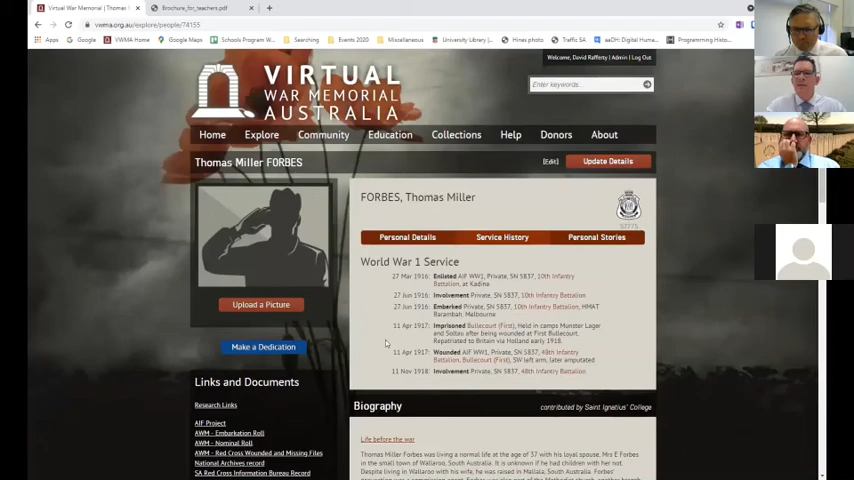 Virtual War Memorial | Thomas
Brochure_for_teachers.pdf
vwma.org.au/explore/people/74155
Apps Google VWMA Home Google Maps Schools Program W... Searching Events 2020 Miscellaneous University Library... Hines photo Traffic SA aaDH: Digital Human... Programming Histor...
Welcome, David Rafferty | Admin | Log Out
VIRTUAL
WAR MEMORIAL
AUSTRALIA
Enter keywords...
Home Explore Community Education Collections Help Donors About
Thomas Miller FORBES
[Edit]
Update Details
FORBES, Thomas Miller
Personal Details Service History Personal Stories
World War 1 Service
27 Mar 1916: Enlisted AIF WW1, Private, SN 5837, 10th Infantry
Battalion, at Kadina
27 Jun 1916: Involvement Private, SN 5837, 10th Infantry Battalion
27 Jun 1916: Embarked Private, SN 5837, 10th Infantry Battalion, HMAT
Barambah, Melbourne
11 Apr 1917: Imprisoned Bullecourt (First), Held in camps Munster Lager
and Soltau after being wounded at First Bullecourt.
Repatriated to Britain via Holland early 1918.
11 Apr 1917: Wounded AIF WW1, Private, SN 5837, 48th Infantry
Battalion, Bullecourt (First), SW left arm, later amputated
11 Nov 1918: Involvement Private, SN 5837, 48th Infantry Battalion
Upload a Picture
Make a Dedication
Links and Documents
Research Links
AIF Project
AWM - Embarkation Roll
AWM - Nominal Roll
AWM - Red Cross Wounded and Missing Files
National Archives record
SA Red Cross Information Bureau Record
Biography
contributed by Saint Ignatius' College
Life before the war
Thomas Miller Forbes was living a normal life at the age of 37 with his loyal spouse, Mrs E Forbes
in the small town of Wallaroo, South Australia. It is unknown if he had children with her not.
Despite living in Wallaroo with his wife, he was raised in Mallala, South Australia. Forbes'